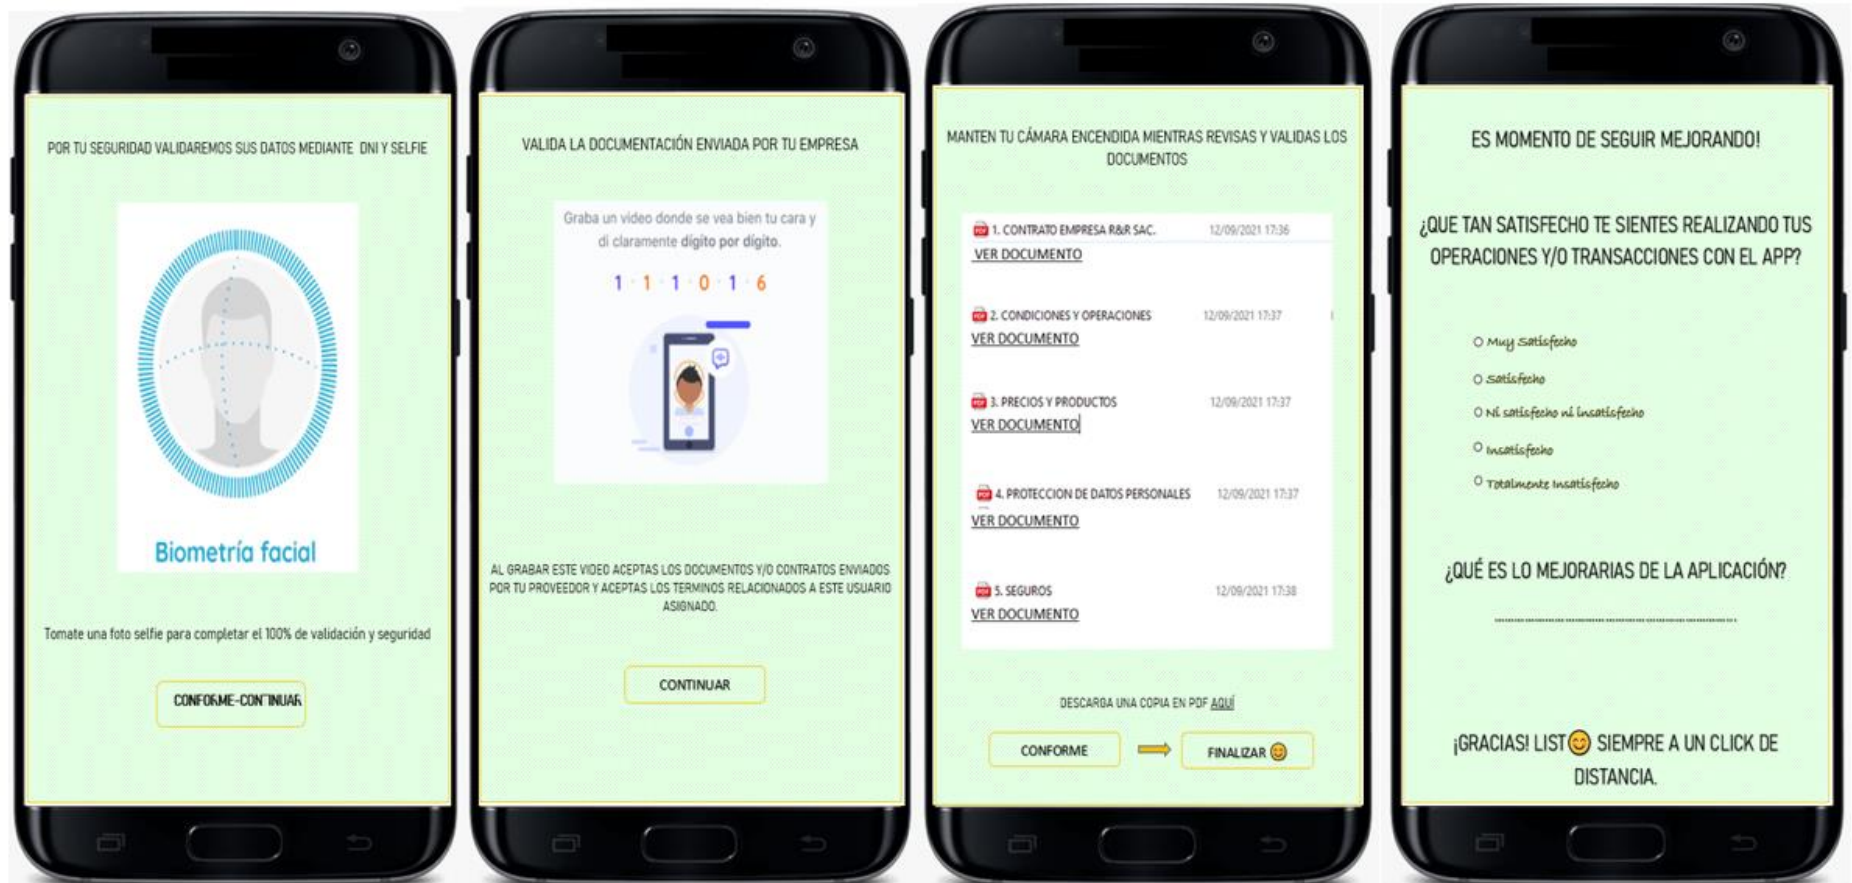 POR TU SEGURIDAD VALIDAREMOS SUS DATOS MEDIANTE DNI Y SELFIE
Biometría facial
Tomate una foto selfie para completar el 100% de validación y seguridad
CONFORME-CONTINUAR
VALIDA LA DOCUMENTACIÓN ENVIADA POR TU EMPRESA
Graba un video donde se vea bien tu cara y
di claramente dígito por dígito.
1 · 1 · 1 · 0 · 1 · 6
AL GRABAR ESTE VIDEO ACEPTAS LOS DOCUMENTOS Y/O CONTRATOS ENVIADOS
POR TU PROVEEDOR Y ACEPTAS LOS TERMINOS RELACIONADOS A ESTE USUARIO
ASIGNADO.
CONTINUAR
MANTEN TU CÁMARA ENCENDIDA MIENTRAS REVISAS Y VALIDAS LOS
DOCUMENTOS
PDF 1. CONTRATO EMPRESA R&R SAC. 12/09/2021 17:36
VER DOCUMENTO
PDF 2. CONDICIONES Y OPERACIONES 12/09/2021 17:37
VER DOCUMENTO
PDF 3. PRECIOS Y PRODUCTOS 12/09/2021 17:37
VER DOCUMENTO
PDF 4. PROTECCION DE DATOS PERSONALES 12/09/2021 17:37
VER DOCUMENTO
PDF 5. SEGUROS 12/09/2021 17:38
VER DOCUMENTO
DESCARGA UNA COPIA EN PDF AQUÍ
CONFORME
FINALIZAR 😊
ES MOMENTO DE SEGUIR MEJORANDO!
¿QUE TAN SATISFECHO TE SIENTES REALIZANDO TUS
OPERACIONES Y/O TRANSACCIONES CON EL APP?
Muy Satisfecho
Satisfecho
Ni satisfecho ni insatisfecho
Insatisfecho
Totalmente Insatisfecho
¿QUÉ ES LO MEJORARIAS DE LA APLICACIÓN?
¡GRACIAS! LIST😊 SIEMPRE A UN CLICK DE
DISTANCIA.